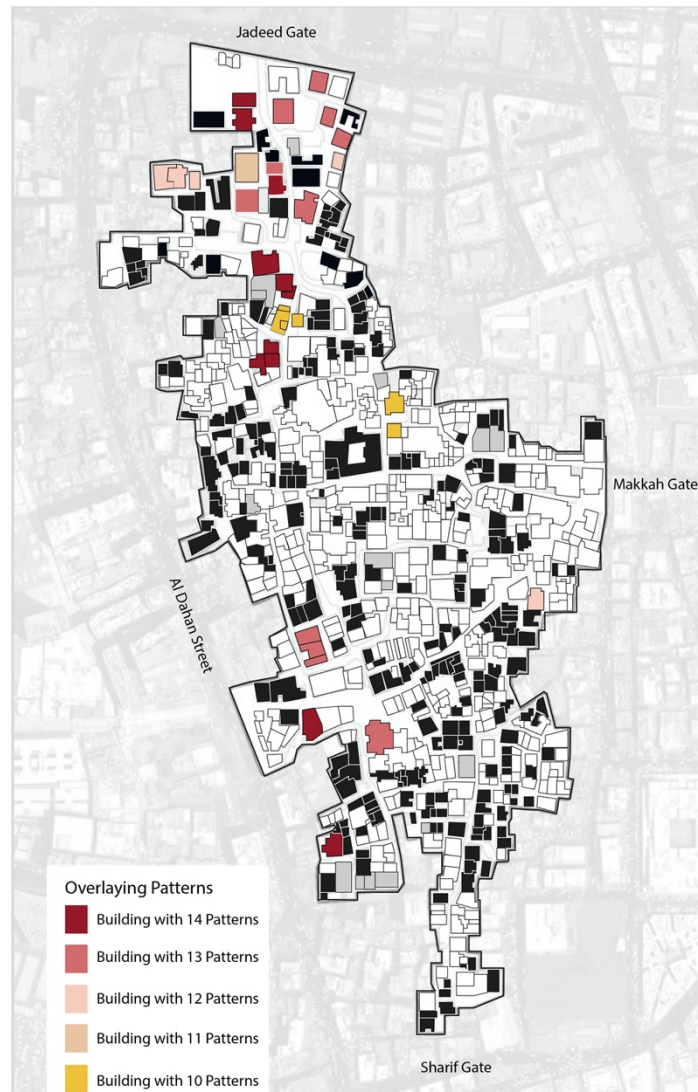 Jadeed Gate
Makkah Gate
Al Dahan Street
Overlaying Patterns
Building with 14 Patterns
Building with 13 Patterns
Building with 12 Patterns
Building with 11 Patterns
Building with 10 Patterns
Sharif Gate